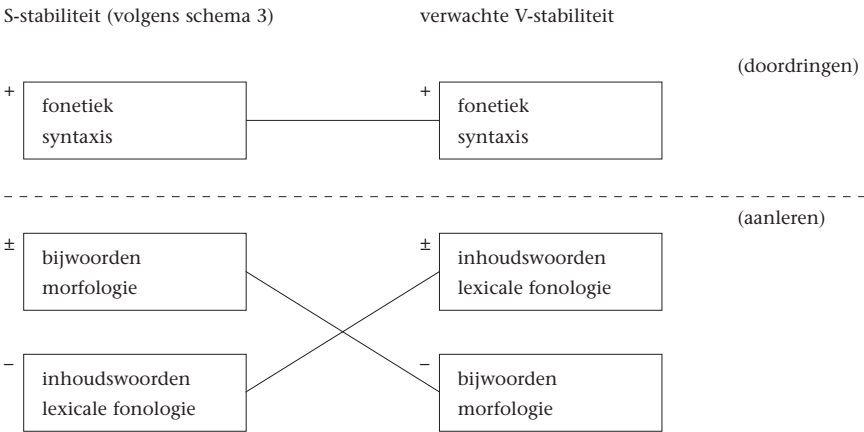 S-stabiliteit (volgens schema 3) verwachte V-stabiliteit
(doordringen)
+ +
fonetiek fonetiek
syntaxis syntaxis
(aanleren)
± ±
bijwoorden inhoudswoorden
morfologie lexicale fonologie
– –
inhoudswoorden bijwoorden
lexicale fonologie morfologie